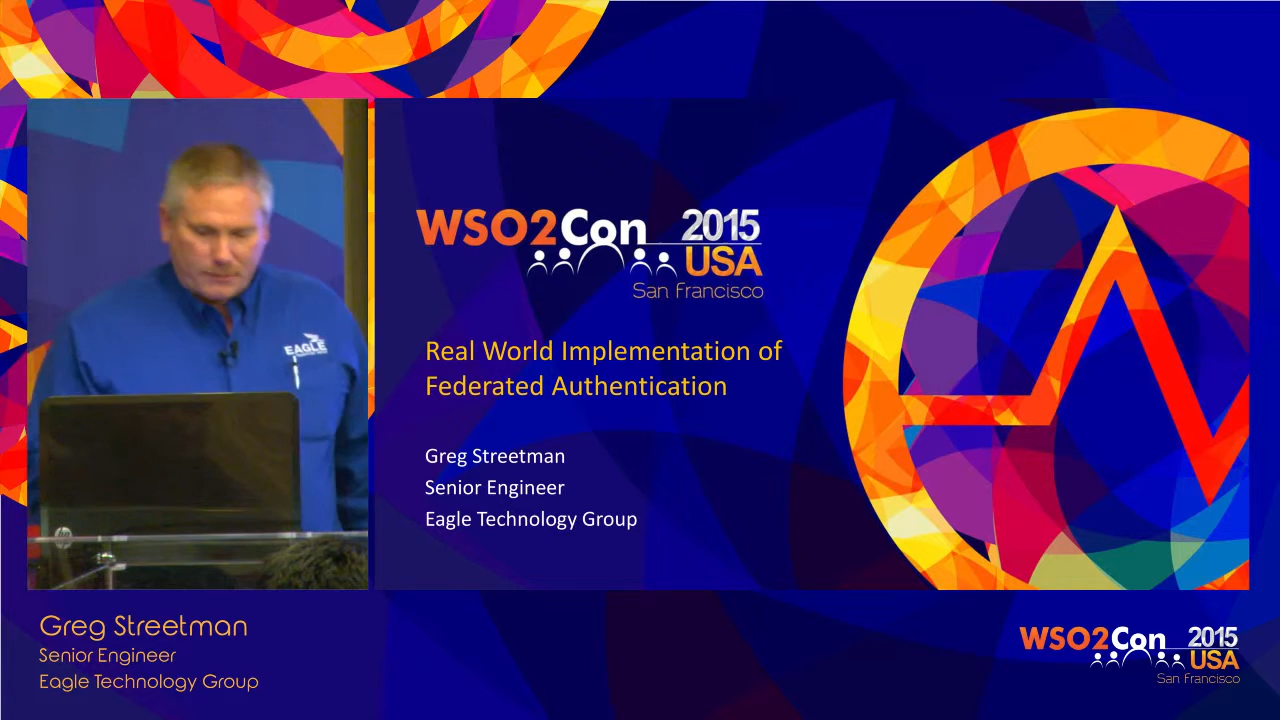 WSO2Con 2015
USA
San Francisco
Real World Implementation of
Federated Authentication
Greg Streetman
Senior Engineer
Eagle Technology Group
EAGLE
Greg Streetman
Senior Engineer
Eagle Technology Group
WSO2Con 2015
USA
San Francisco